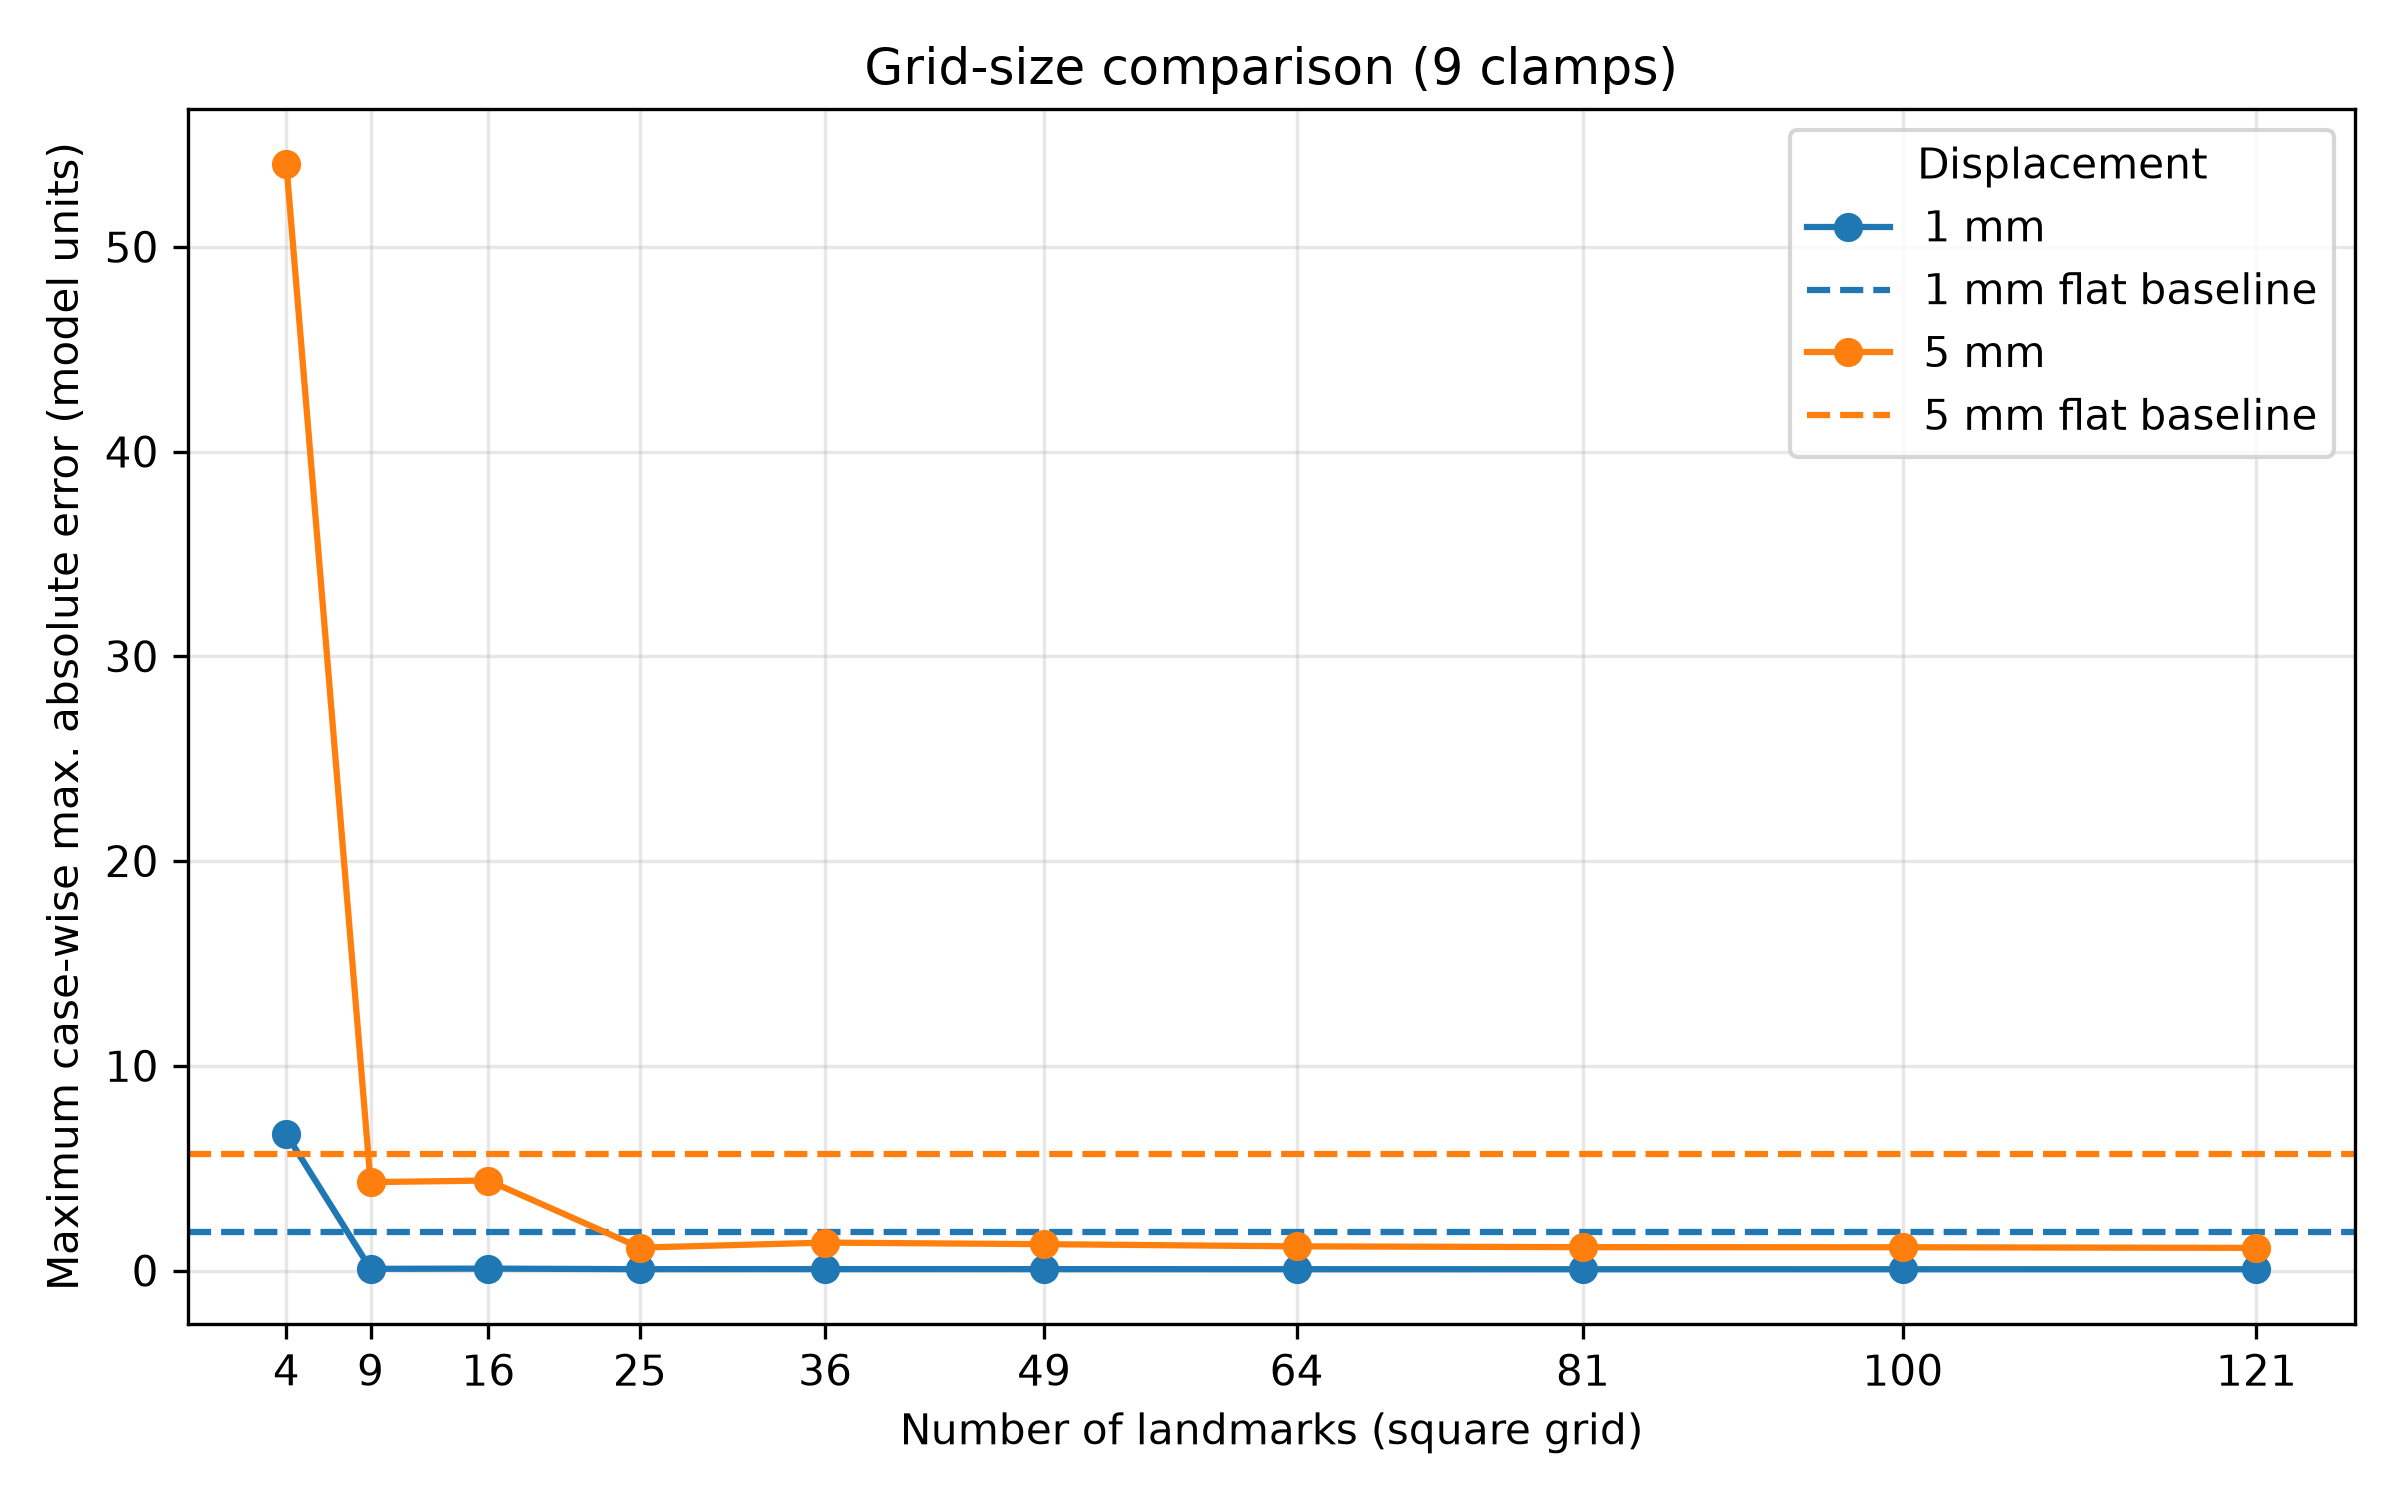 Grid-size comparison (9 clamps)
Maximum case-wise max. absolute error (model units)
50
40
30
20
10
0
Displacement
1 mm
1 mm flat baseline
5 mm
5 mm flat baseline
4 9 16 25 36 49 64 81 100 121
Number of landmarks (square grid)